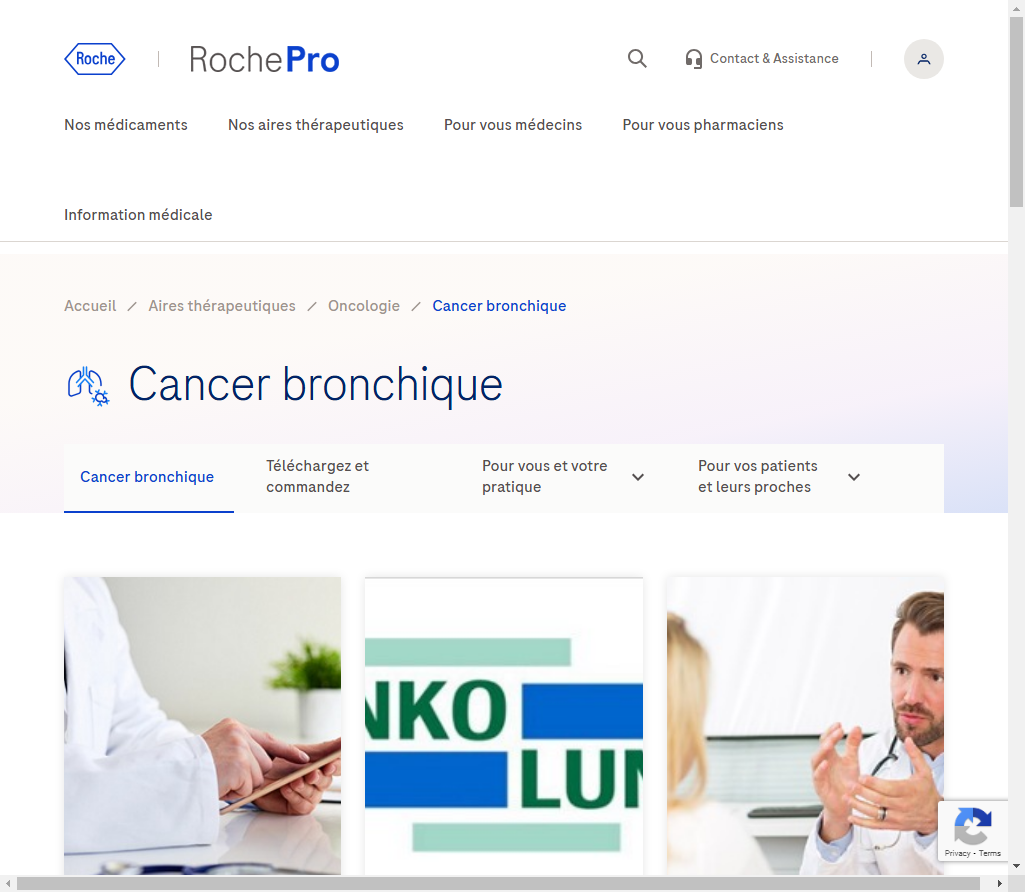 Roche
RochePro
Contact & Assistance
Nos médicaments
Nos aires thérapeutiques
Pour vous médecins
Pour vous pharmaciens
Information médicale
Accueil / Aires thérapeutiques / Oncologie / Cancer bronchique
Cancer bronchique
Cancer bronchique
Téléchargez et
commandez
Pour vous et votre
pratique
Pour vos patients
et leurs proches
NKO
LUN
Privacy - Terms